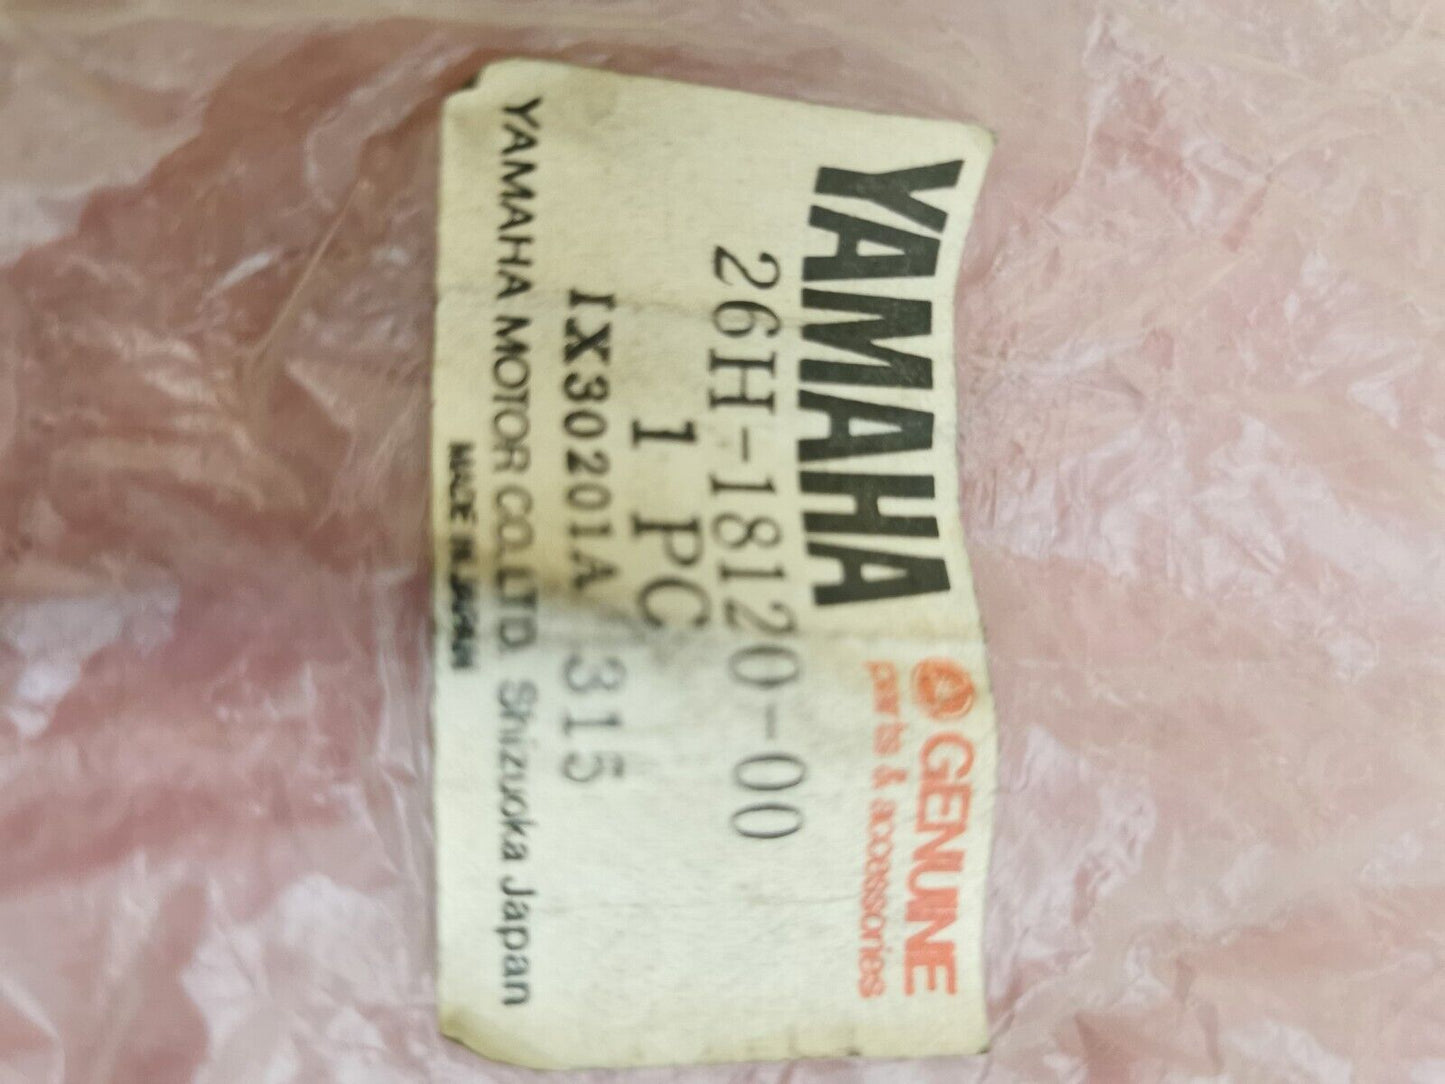 YAMAHA GENUINE
parts & accessories
26H-18120-00
1 PC
IX30201A 315
YAMAHA MOTOR CO.,LTD. Shizuoka Japan
MADE IN JAPAN